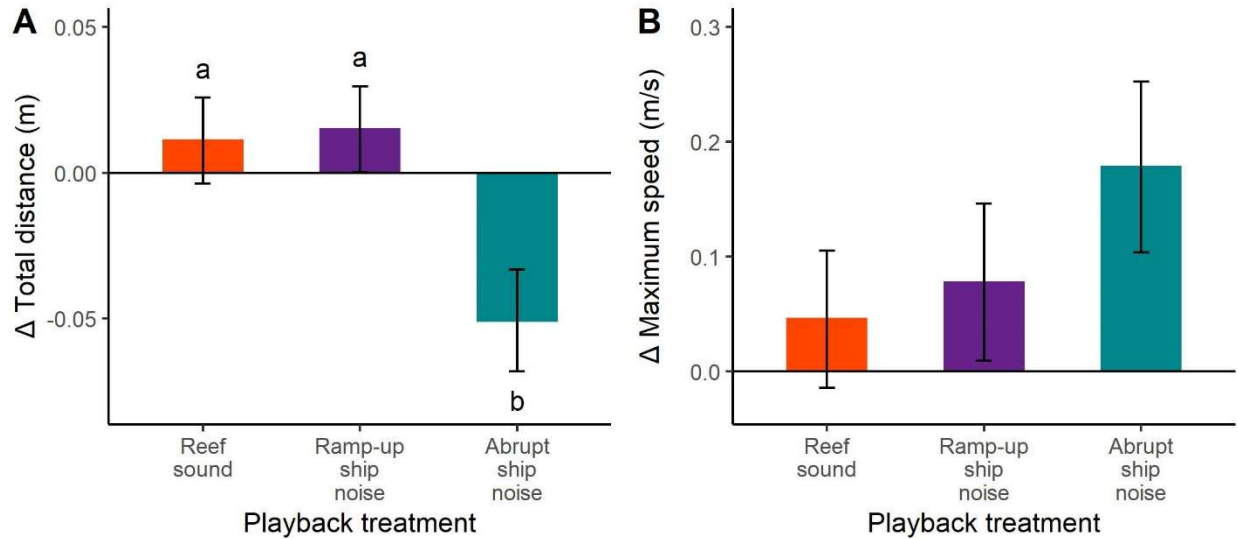 A
Δ Total distance (m)
0.05
0.00
-0.05
a
a
b
Reef
sound
Ramp-up
ship
noise
Abrupt
ship
noise
Playback treatment
B
Δ Maximum speed (m/s)
0.3
0.2
0.1
0.0
Reef
sound
Ramp-up
ship
noise
Abrupt
ship
noise
Playback treatment